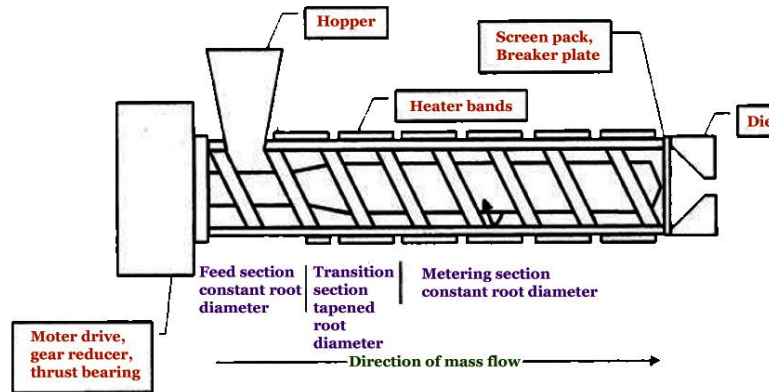 Hopper
Screen pack,
Breaker plate
Heater bands
Die
Feed section
constant root
diameter
Transition
section
tapened
root
diameter
Metering section
constant root diameter
Moter drive,
gear reducer,
thrust bearing
Direction of mass flow